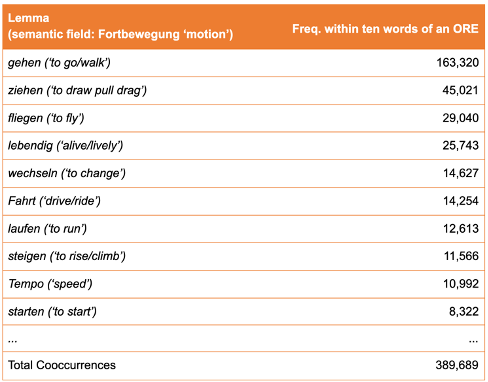 Lemma
(semantic field: Fortbewegung ‘motion’) Freq. within ten words of an ORE
gehen (‘to go/walk’) 163,320
ziehen (‘to draw pull drag’) 45,021
fliegen (‘to fly’) 29,040
lebendig (‘alive/lively’) 25,743
wechseln (‘to change’) 14,627
Fahrt (‘drive/ride’) 14,254
laufen (‘to run’) 12,613
steigen (‘to rise/climb’) 11,566
Tempo (‘speed’) 10,992
starten (‘to start’) 8,322
... ...
Total Cooccurrences 389,689